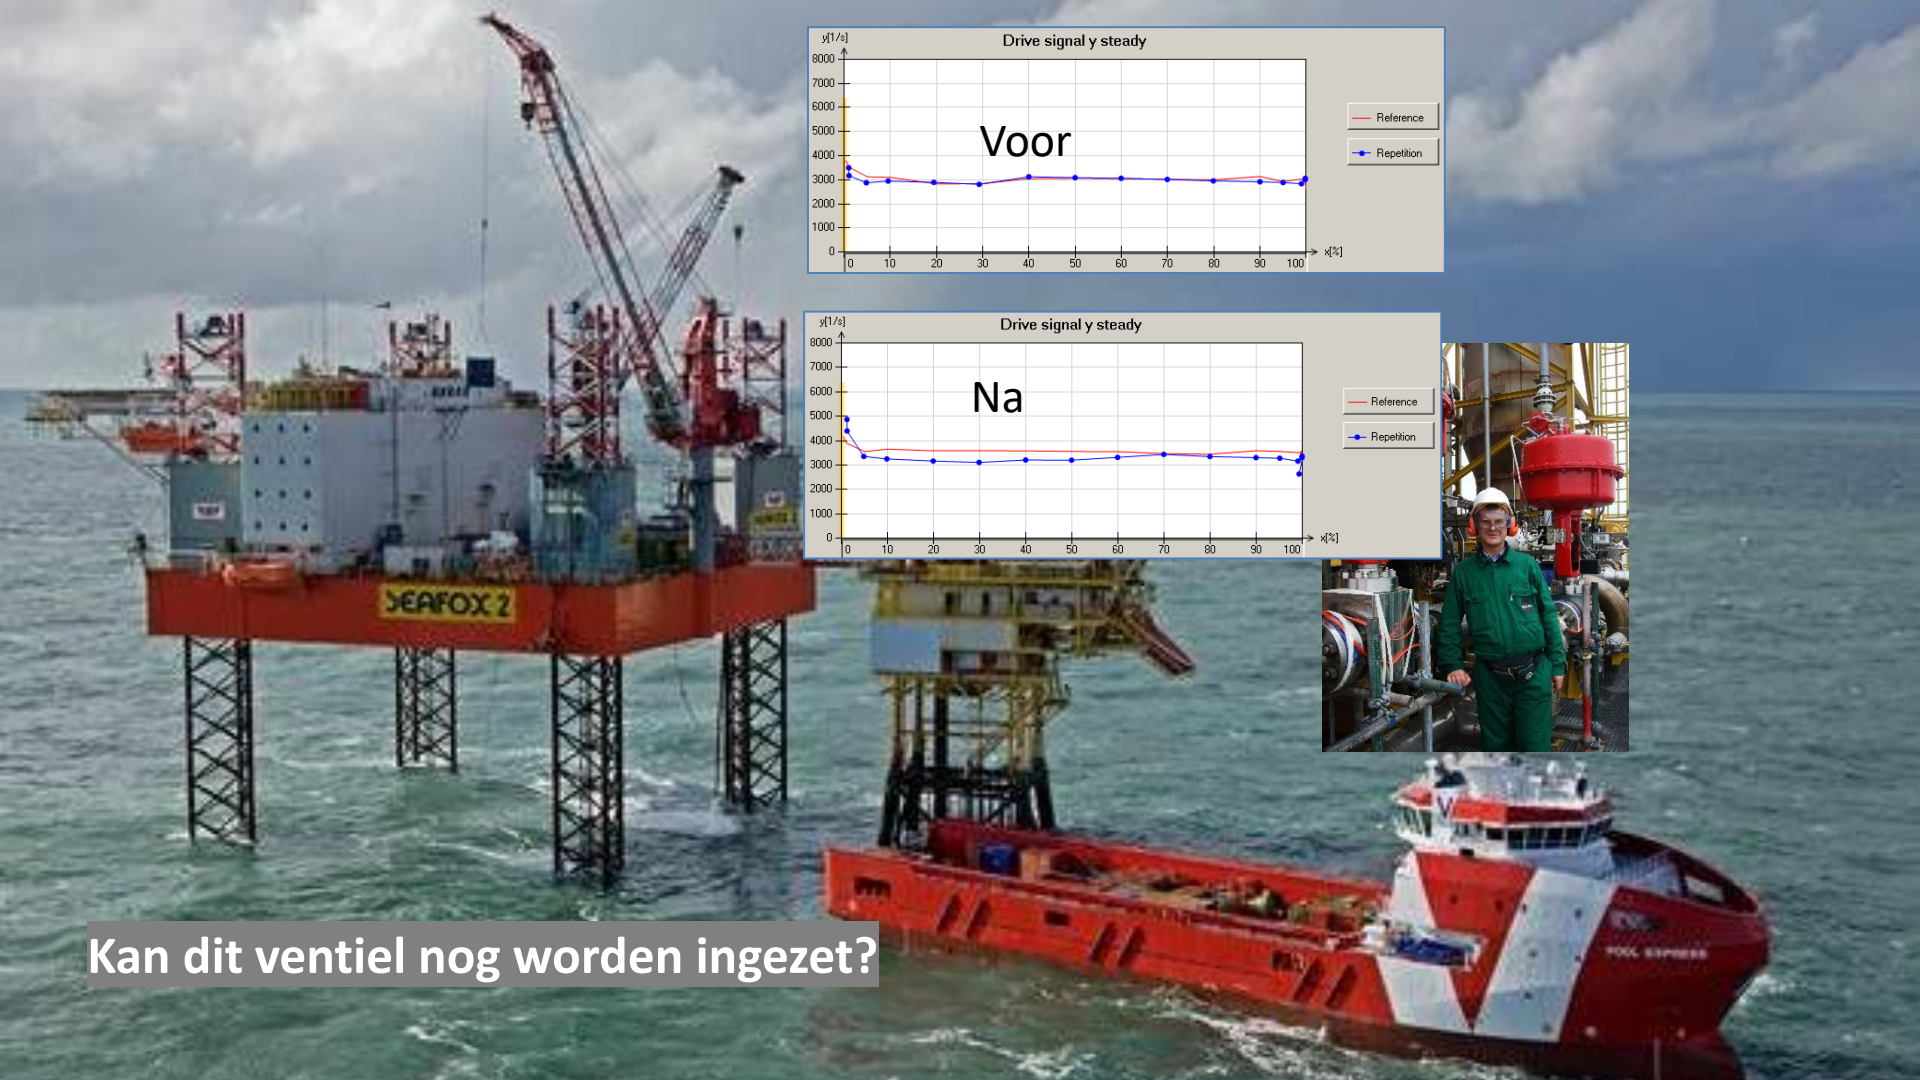 y[1/s]
Drive signal y steady
8000
7000
6000
5000
4000
3000
2000
1000
0
Voor
Reference
Repetition
0 10 20 30 40 50 60 70 80 90 100
x[%]
y[1/s]
Drive signal y steady
8000
7000
6000
5000
4000
3000
2000
1000
0
Na
Reference
Repetition
0 10 20 30 40 50 60 70 80 90 100
x[%]
SEAFOX 2
VOS EXPRESS
Kan dit ventiel nog worden ingezet?